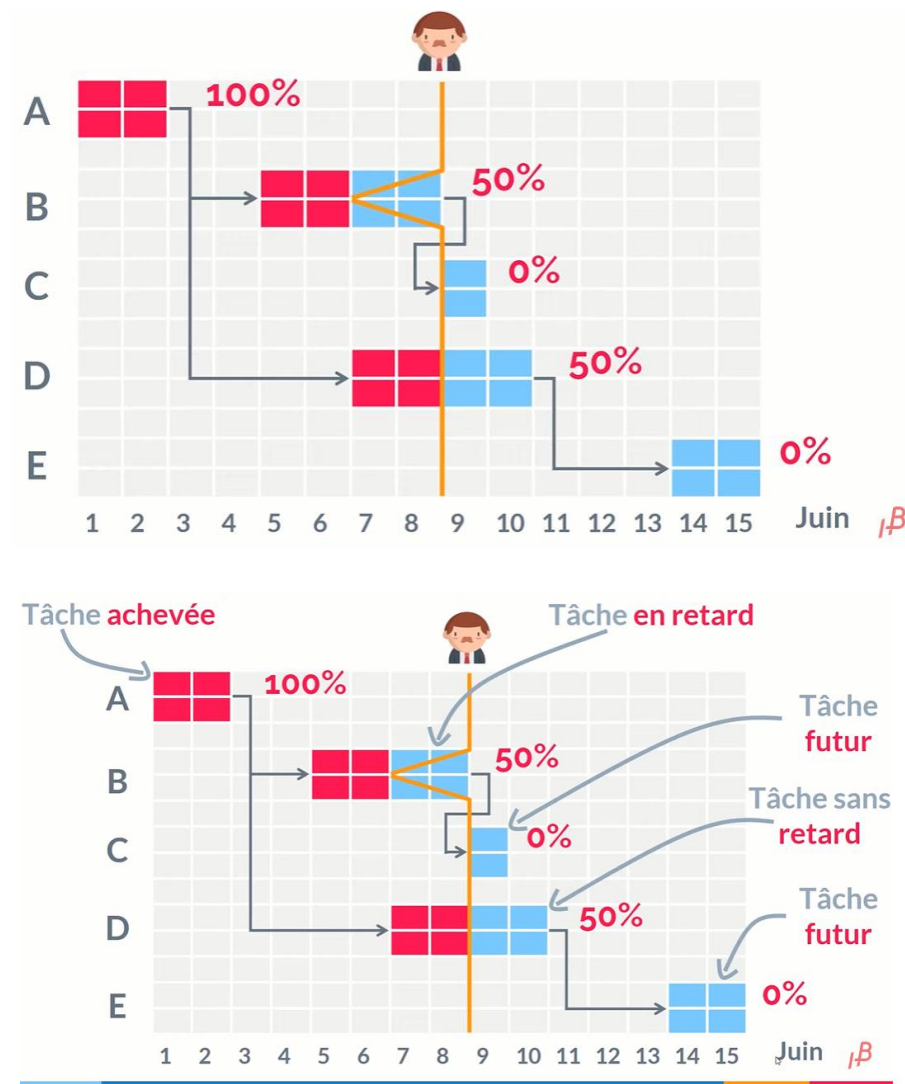 A
100%
B
50%
C
0%
D
50%
E
0%
1 2 3 4 5 6 7 8 9 10 11 12 13 14 15 Juin
Tâche achevée
Tâche en retard
A
100%
Tâche
futur
B
50%
Tâche sans
retard
C
0%
Tâche
futur
D
50%
E
0%
1 2 3 4 5 6 7 8 9 10 11 12 13 14 15 Juin